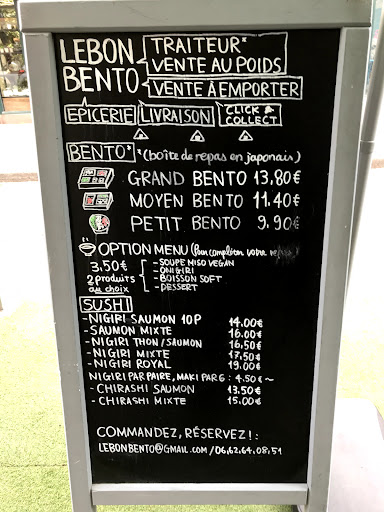 LEBON BENTO
TRAITEUR*
VENTE AU POIDS
VENTE A EMPORTER
EPICERIE LIVRAISON CLICK & COLLECT
BENTO* *(boîte de repas en japonais)
GRAND BENTO 13,80€
MOYEN BENTO 11.40€
PETIT BENTO 9.90€
OPTION MENU (Pour compléter votre repas)
3.50€
2 produits au choix
-SOUPE MISO VEGAN
-ONIGIRI
-BOISSON SOFT
-DESSERT
SUSHI
-NIGIRI SAUMON 10P 14.00€
-SAUMON MIXTE 16.00€
-NIGIRI THON/SAUMON 16,50€
-NIGIRI MIXTE 17.50€
-NIGIRI ROYAL 19.00€
NIGIRI PAR PAIRE, MAKI PAR 6: 4,50€~
-CHIRASHI SAUMON 13.50€
-CHIRASHI MIXTE 15.00€
COMMANDEZ, RÉSERVEZ!:
LEBONBENTO@GMAIL.COM/06.62.64.08.51